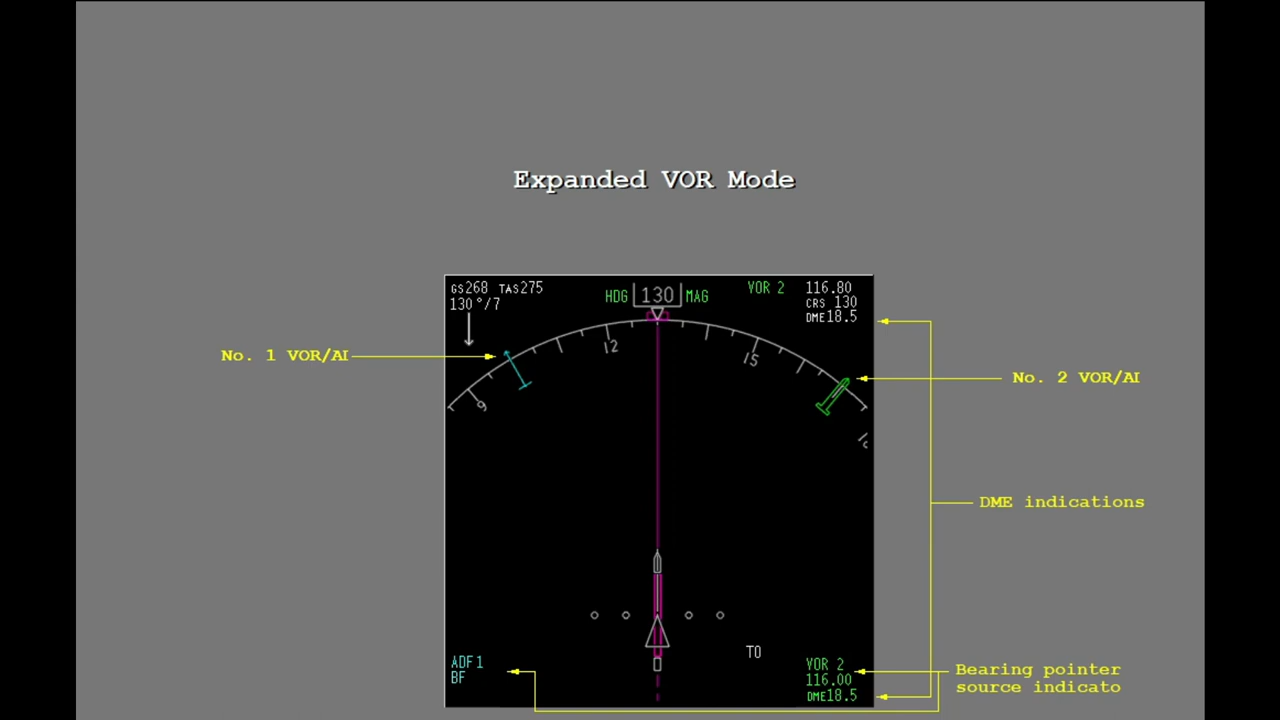 Expanded VOR Mode
GS268 TAS275
130°/7
HDG 130 MAG
VOR 2
116.80
CRS 130
DME18.5
No. 1 VOR/AI
12
15
9
No. 2 VOR/AI
DME indications
TO
ADF1
BF
VOR 2
116.00
DME18.5
Bearing pointer
source indicato